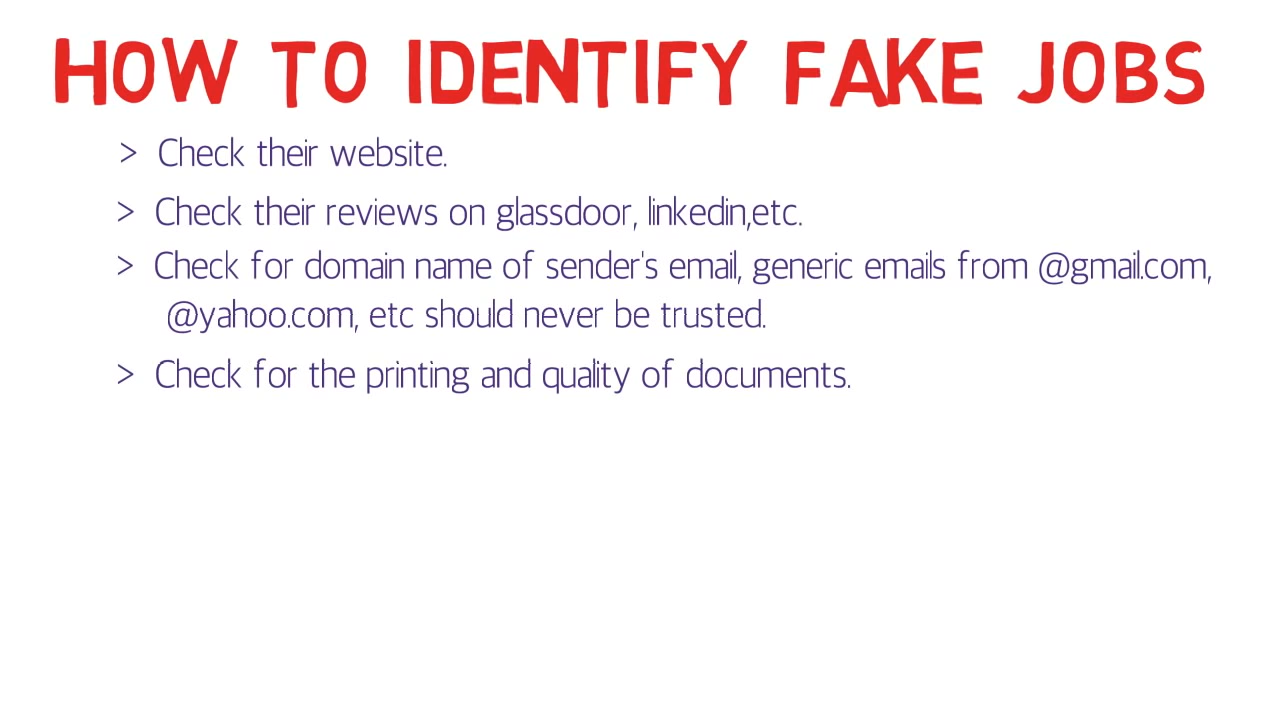 HOW TO IDENTIFY FAKE JOBS
> Check their website.
> Check their reviews on glassdoor, linkedin,etc.
> Check for domain name of sender's email, generic emails from @gmail.com,
@yahoo.com, etc should never be trusted.
> Check for the printing and quality of documents.